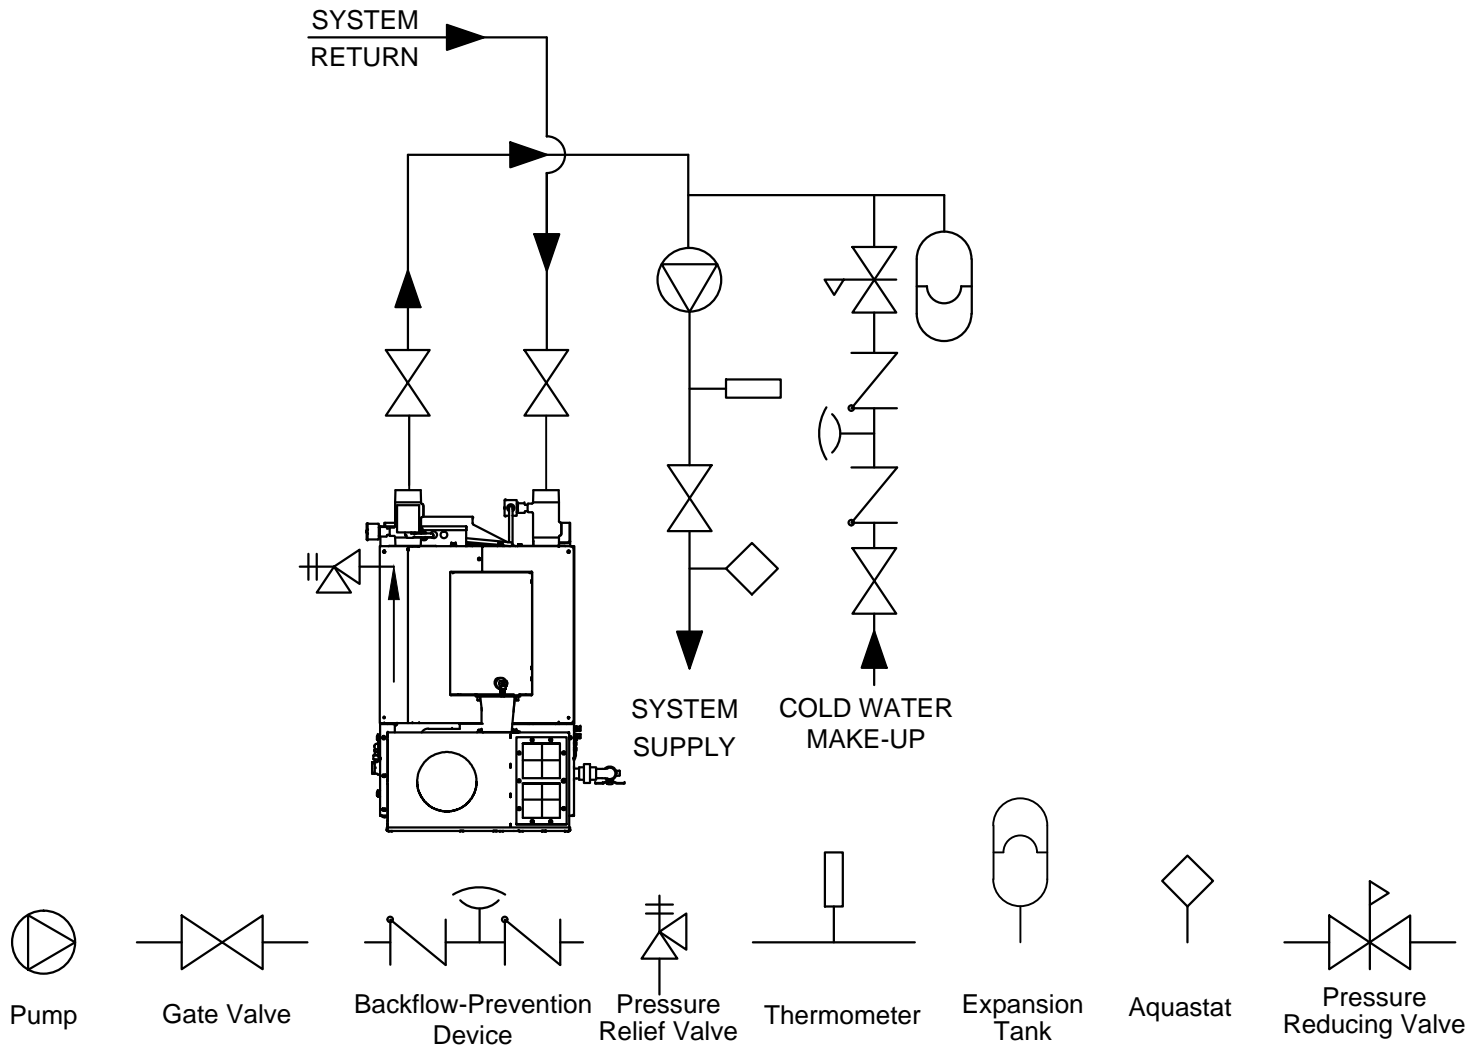 SYSTEM
RETURN
SYSTEM
SUPPLY
COLD WATER
MAKE-UP
Pump
Gate Valve
Backflow-Prevention
Device
Pressure
Relief Valve
Thermometer
Expansion
Tank
Aquastat
Pressure
Reducing Valve